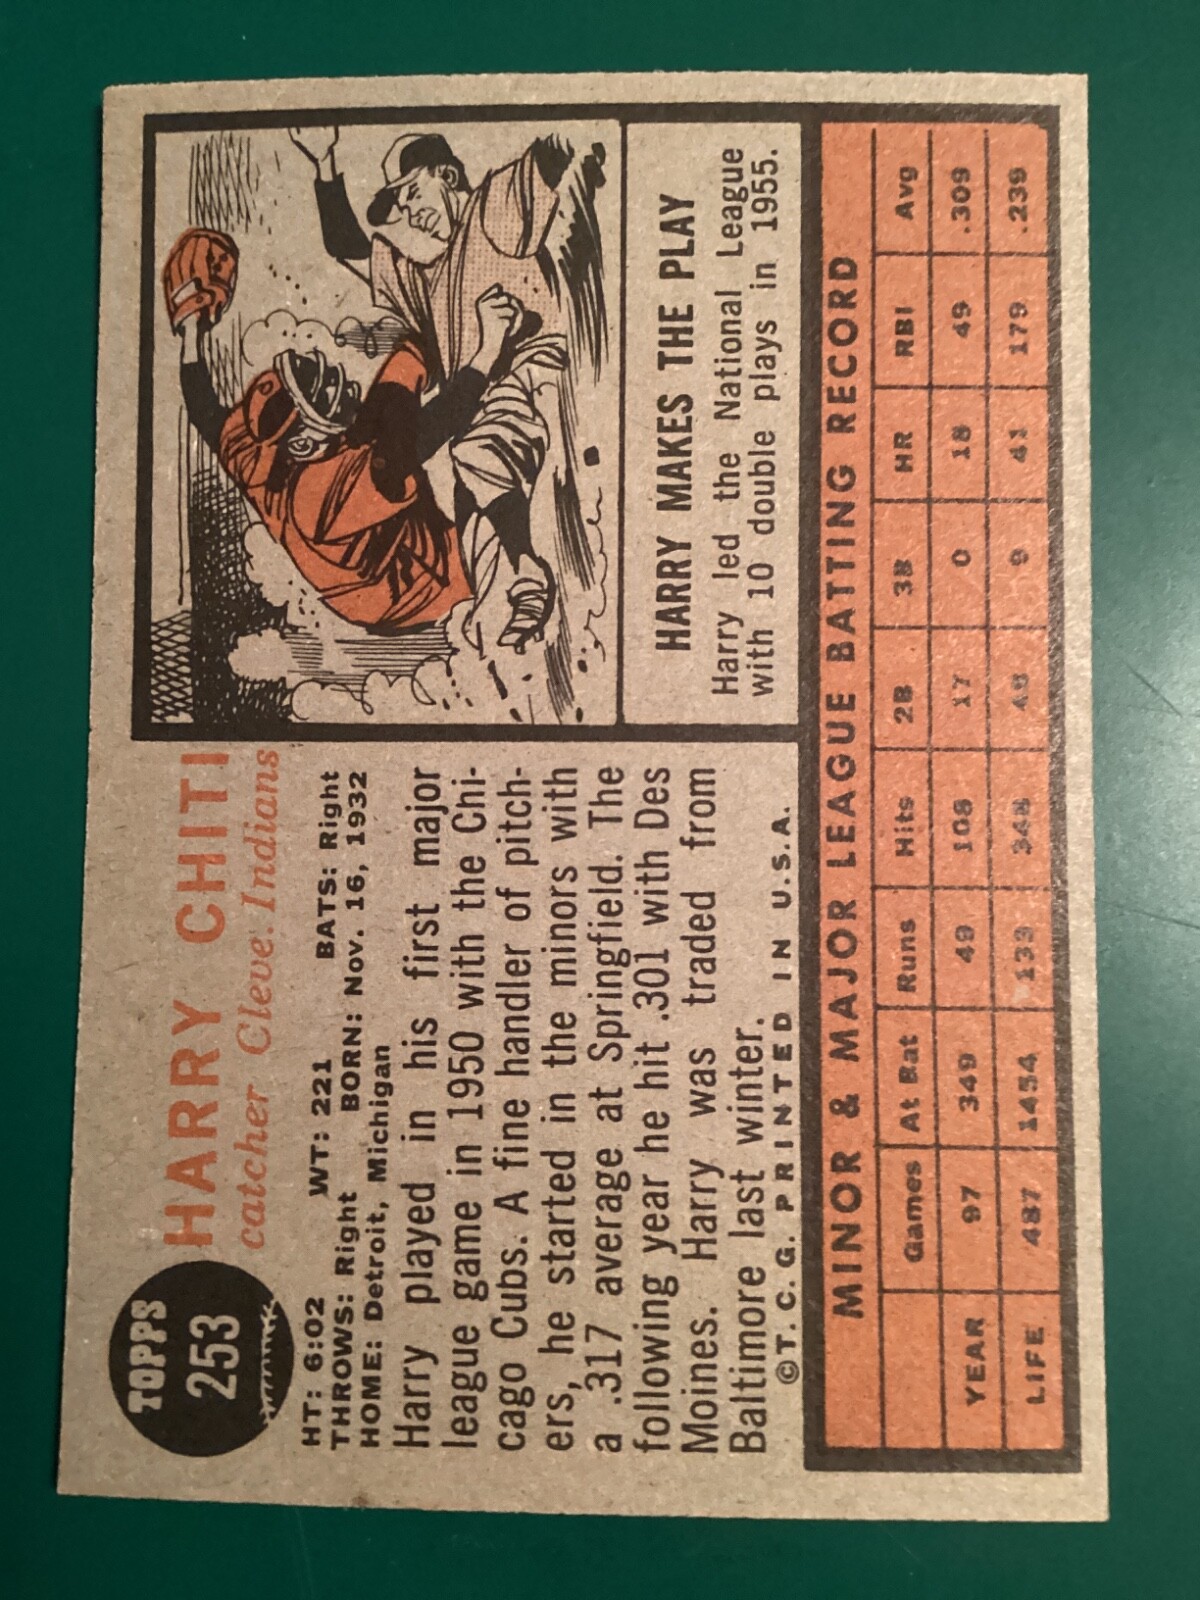 TOPPS
253
HARRY CHITI
catcher Cleve. Indians
HT: 6:02 WT: 221 BATS: Right
THROWS: Right BORN: Nov. 16, 1932
HOME: Detroit, Michigan
Harry played in his first major
league game in 1950 with the Chi-
cago Cubs. A fine handler of pitch-
ers, he started in the minors with
a .317 average at Springfield. The
following year he hit .301 with Des
Moines. Harry was traded from
Baltimore last winter.
©T.C.G. PRINTED IN U.S.A.
HARRY MAKES THE PLAY
Harry led the National League
with 10 double plays in 1955.
MINOR & MAJOR LEAGUE BATTING RECORD
Games At Bat Runs Hits 2B 3B HR RBI Avg
YEAR 97 349 49 108 17 0 18 49 .309
LIFE 487 1454 133 348 48 9 41 179 .239